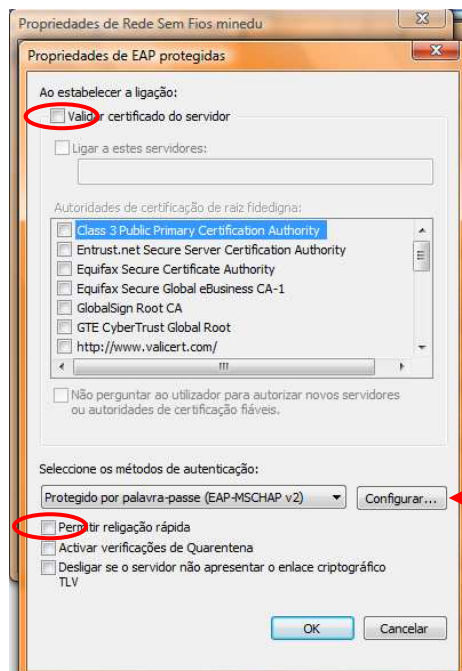 Propriedades de Rede Sem Fios minedu
Propriedades de EAP protegidas
Ao estabelecer a ligação:
Validar certificado do servidor
Ligar a estes servidores:
Autoridades de certificação de raiz fidedigna:
Class 3 Public Primary Certification Authority
Entrust.net Secure Server Certification Authority
Equifax Secure Certificate Authority
Equifax Secure Global eBusiness CA-1
GlobalSign Root CA
GTE CyberTrust Global Root
http://www.valicert.com/
Não perguntar ao utilizador para autorizar novos servidores
ou autoridades de certificação fiáveis.
Seleccione os métodos de autenticação:
Protegido por palavra-passe (EAP-MSCHAP v2) Configurar...
Permitir religação rápida
Activar verificações de Quarentena
Desligar se o servidor não apresentar o enlace criptográfico
TLV
OK Cancelar